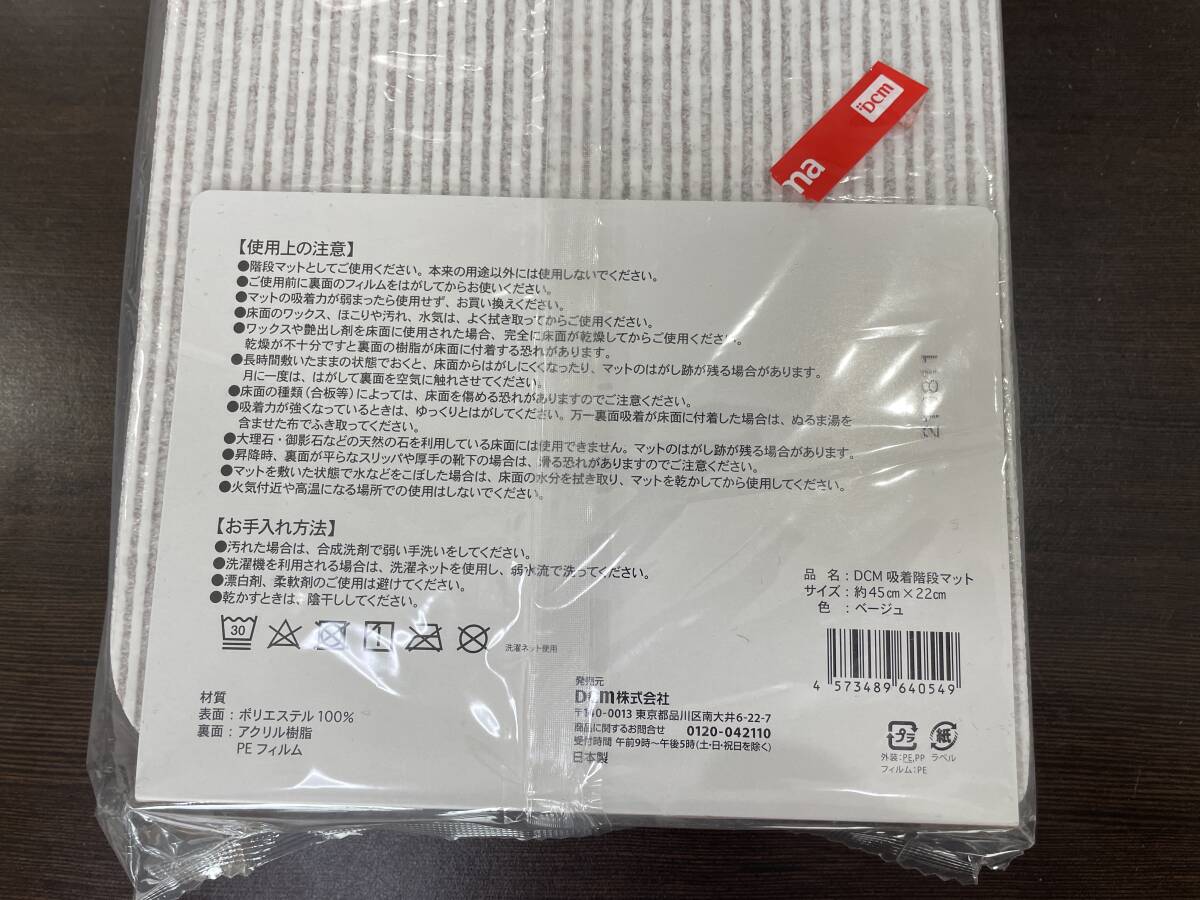 DCM
ma
【使用上の注意】
●階段マットとしてご使用ください。本来の用途以外には使用しないでください。
●ご使用前に裏面のフィルムをはがしてからお使いください。
●マットの吸着力が弱まったら使用せず、お買い換えください。
●床面のワックス、ほこりや汚れ、水気は、よく拭き取ってからご使用ください。
●ワックスや艶出し剤を床面に使用された場合、完全に床面が乾燥してからご使用ください。
乾燥が不十分ですと裏面の樹脂が床面に付着する恐れがあります。
●長時間敷いたままの状態でおくと、床面からはがしにくくなったり、マットのはがし跡が残る場合があります。
月に一度は、はがして裏面を空気に触れさせてください。
●床面の種類（合板等）によっては、床面を傷める恐れがありますのでご注意ください。
●吸着力が強くなっているときは、ゆっくりとはがしてください。万一裏面吸着が床面に付着した場合は、ぬるま湯を
含ませた布でふき取ってください。
●大理石・御影石などの天然の石を利用している床面には使用できません。マットのはがし跡が残る場合があります。
●昇降時、裏面が平らなスリッパや厚手の靴下の場合は、滑る恐れがありますのでご注意ください。
●マットを敷いた状態で水などをこぼした場合は、床面の水分を拭き取り、マットを乾かしてから使用してください。
●火気付近や高温になる場所での使用はしないでください。
【お手入れ方法】
●汚れた場合は、合成洗剤で弱い手洗いをしてください。
●洗濯機を利用される場合は、洗濯ネットを使用し、弱水流で洗ってください。
●漂白剤、柔軟剤のご使用は避けてください。
●乾かすときは、陰干ししてください。
30
1
洗濯ネット使用
材質
表面：ポリエステル100%
裏面：アクリル樹脂
PEフィルム
発売元
DCM株式会社
〒140-0013 東京都品川区南大井6-22-7
商品に関するお問合せ 0120-042110
受付時間 午前9時～午後5時（土・日・祝日を除く）
日本製
品 名：DCM 吸着階段マット
サイズ：約45cm×22cm
色：ベージュ
4 573489 640549
プラ
紙
外装：PE,PP ラベル
フィルム：PE